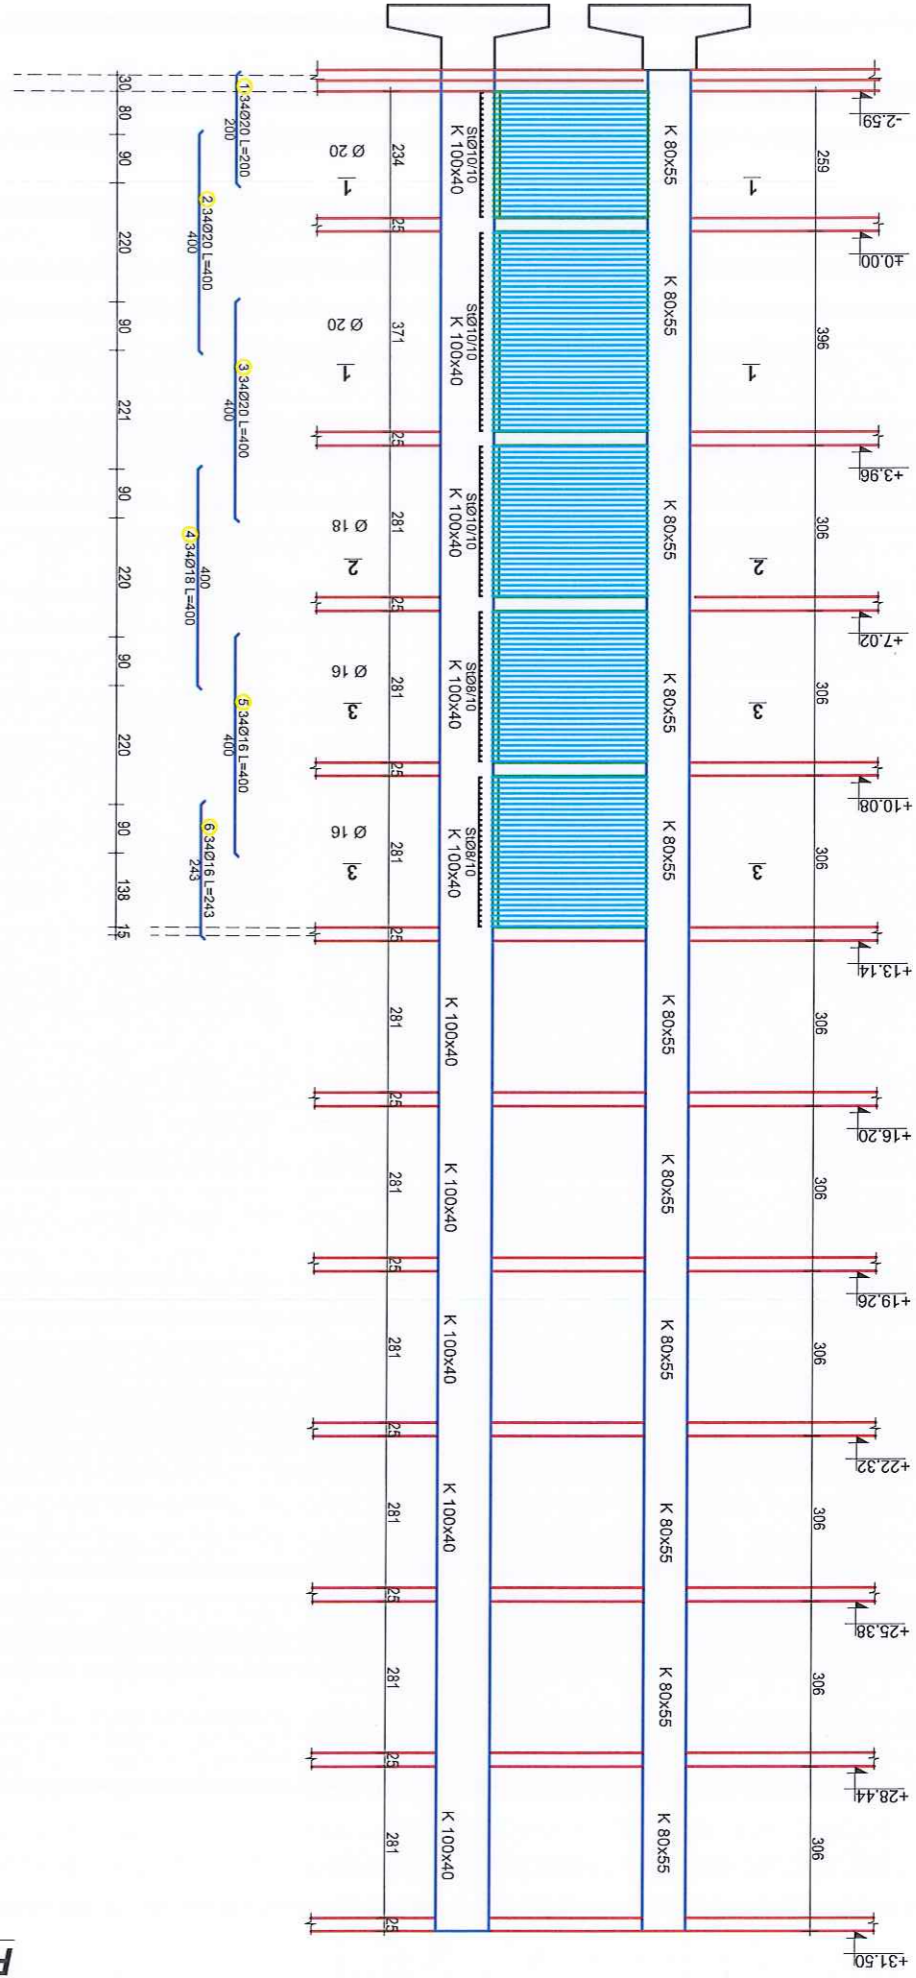 30 80 90 220 90 221 90 220 90 220 90 138 15
1 34Ø20 L=200
200
2 34Ø20 L=400
400
3 34Ø20 L=400
400
4 34Ø18 L=400
400
5 34Ø16 L=400
400
6 34Ø16 L=243
243
Ø 20
1
Ø 20
1
Ø 18
2
Ø 16
3
Ø 16
3
234 25 371 25 281 25 281 25 281 25 281 25 281 25 281 25 281 25 281 25 281 25
StØ10/10
K 100x40
StØ10/10
K 100x40
StØ10/10
K 100x40
StØ8/10
K 100x40
StØ8/10
K 100x40
K 100x40
K 100x40
K 100x40
K 100x40
K 100x40
K 80x55
K 80x55
K 80x55
K 80x55
K 80x55
K 80x55
K 80x55
K 80x55
K 80x55
K 80x55
K 80x55
1
1
2
3
3
259 396 306 306 306 306 306 306 306 306 306
-2.59
±0.00
+3.96
+7.02
+10.08
+13.14
+16.20
+19.26
+22.32
+25.38
+28.44
+31.50